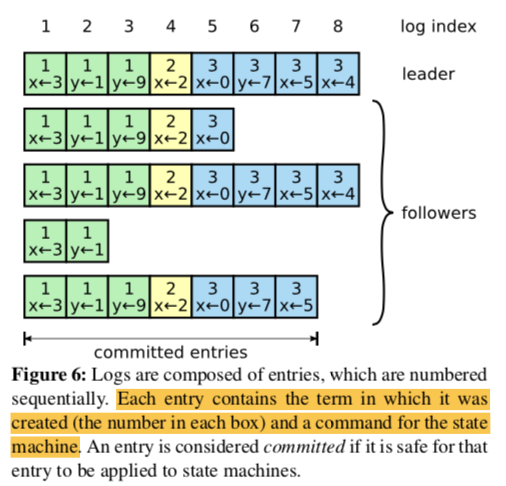 1 2 3 4 5 6 7 8 log index
1 1 1 2 3 3 3 3
x←3 y←1 y←9 x←2 x←0 y←7 x←5 x←4
leader
1 1 1 2 3
x←3 y←1 y←9 x←2 x←0
1 1 1 2 3 3 3 3
x←3 y←1 y←9 x←2 x←0 y←7 x←5 x←4
followers
1 1
x←3 y←1
1 1 1 2 3 3 3
x←3 y←1 y←9 x←2 x←0 y←7 x←5
committed entries
Figure 6: Logs are composed of entries, which are numbered
sequentially. Each entry contains the term in which it was
created (the number in each box) and a command for the state
machine. An entry is considered committed if it is safe for that
entry to be applied to state machines.